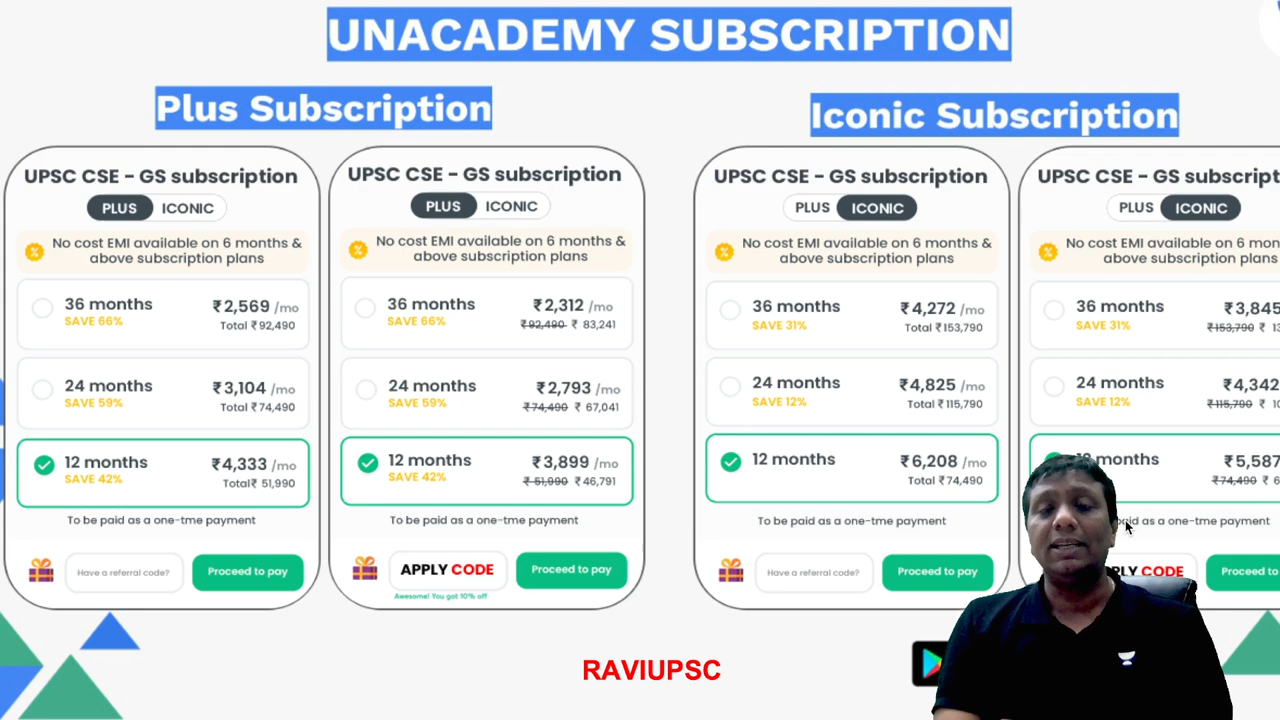 UNACADEMY SUBSCRIPTION
Plus Subscription
UPSC CSE - GS subscription
PLUS ICONIC
No cost EMI available on 6 months &
above subscription plans
36 months ₹2,569 /mo
SAVE 66% Total ₹92,490
24 months ₹3,104 /mo
SAVE 59% Total ₹74,490
12 months ₹4,333 /mo
SAVE 42% Total₹ 51,990
To be paid as a one-tme payment
Have a referral code? Proceed to pay
UPSC CSE - GS subscription
PLUS ICONIC
No cost EMI available on 6 months &
above subscription plans
36 months ₹2,312 /mo
SAVE 66% ₹92,490 ₹ 83,241
24 months ₹2,793 /mo
SAVE 59% ₹74,490 ₹ 67,041
12 months ₹3,899 /mo
SAVE 42% ₹ 51,990 ₹46,791
To be paid as a one-tme payment
APPLY CODE Proceed to pay
Awesome! You got 10% off
Iconic Subscription
UPSC CSE - GS subscription
PLUS ICONIC
No cost EMI available on 6 months &
above subscription plans
36 months ₹4,272 /mo
SAVE 31% Total ₹153,790
24 months ₹4,825 /mo
SAVE 12% Total ₹115,790
12 months ₹6,208 /mo
Total ₹74,490
To be paid as a one-tme payment
Have a referral code? Proceed to pay
UPSC CSE - GS
PLUS ICONIC
No cost EMI available on 6
above subscription plans
36 months ₹3,845
SAVE 31% ₹153,790 ₹
24 months ₹4,342
SAVE 12% ₹115,790 ₹
months ₹5,587
₹74,490 ₹
as a one-tme payment
CODE Proceed to
RAVIUPSC